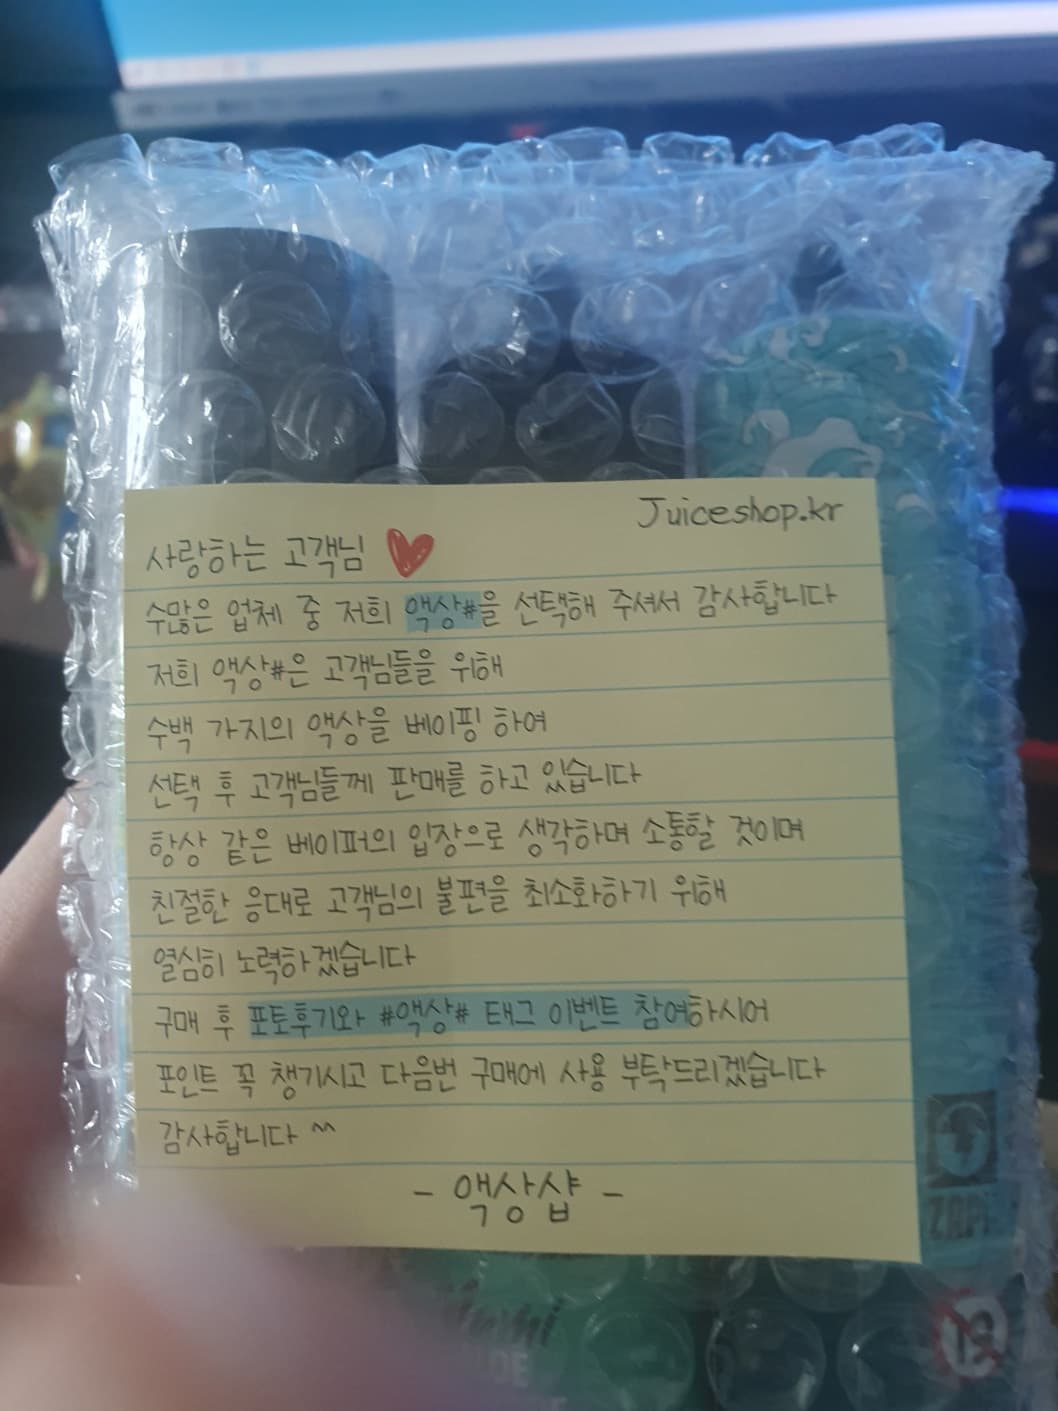 Juiceshop.kr
사랑하는 고객님
수많은 업체 중 저희 액상#을 선택해 주셔서 감사합니다
저희 액상#은 고객님들을 위해
수백 가지의 액상을 베이핑 하여
선택 후 고객님들께 판매를 하고 있습니다
항상 같은 베이퍼의 입장으로 생각하며 소통할 것이며
친절한 응대로 고객님의 불편을 최소화하기 위해
열심히 노력하겠습니다
구매 후 포토후기와 #액상# 태그 이벤트 참여하시어
포인트 꼭 챙기시고 다음번 구매에 사용 부탁드리겠습니다
감사합니다 ^^
- 액상샵 -
19